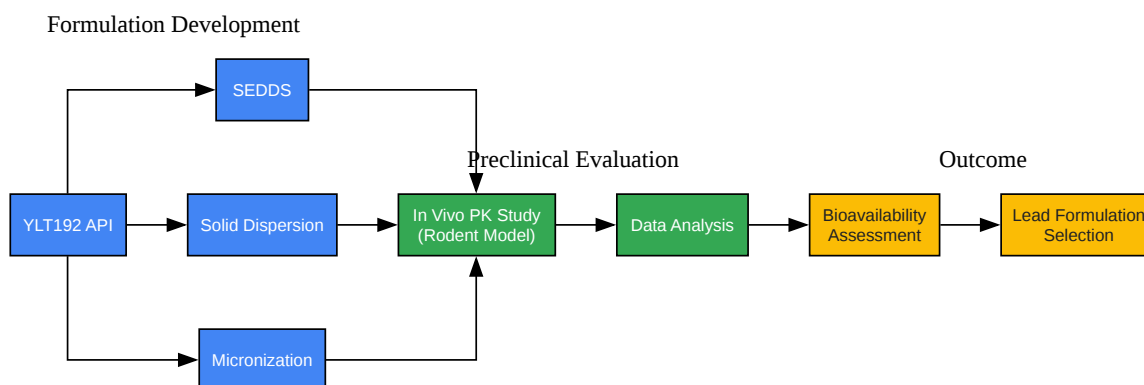 Formulation Development
SEDDS
Preclinical Evaluation
Outcome
YLT192 API
Solid Dispersion
In Vivo PK Study
(Rodent Model)
Data Analysis
Bioavailability
Assessment
Lead Formulation
Selection
Micronization